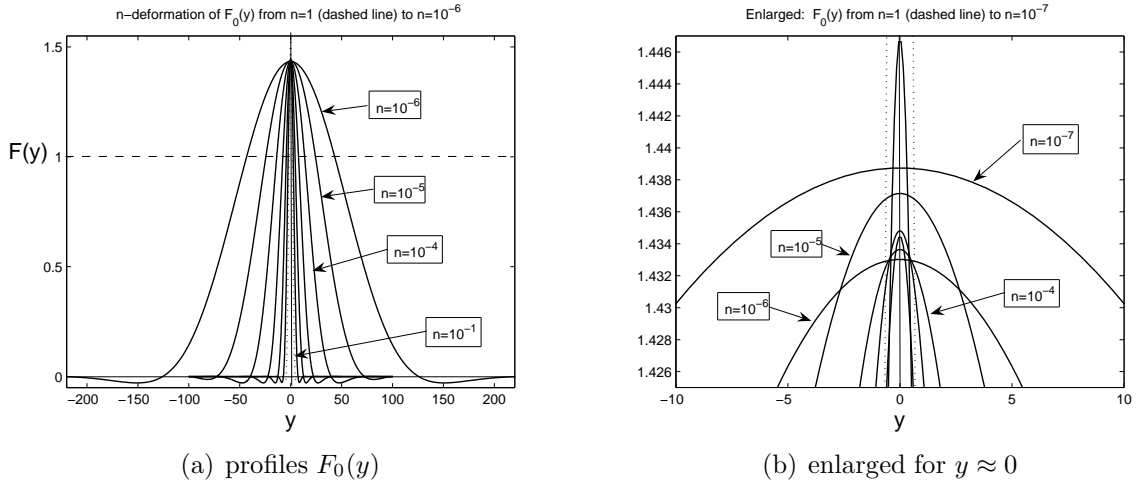 n−deformation of F₀(y) from n=1 (dashed line) to n=10⁻⁶
1.5
1
0.5
0
F(y)
n=10⁻⁶
n=10⁻⁵
n=10⁻⁴
n=10⁻¹
−200 −150 −100 −50 0 50 100 150 200
y
(a) profiles F₀(y)
Enlarged: F₀(y) from n=1 (dashed line) to n=10⁻⁷
1.446
1.444
1.442
1.44
1.438
1.436
1.434
1.432
1.43
1.428
1.426
n=10⁻⁷
n=10⁻⁵
n=10⁻⁶
n=10⁻⁴
−10 −5 0 5 10
y
(b) enlarged for y ≈ 0